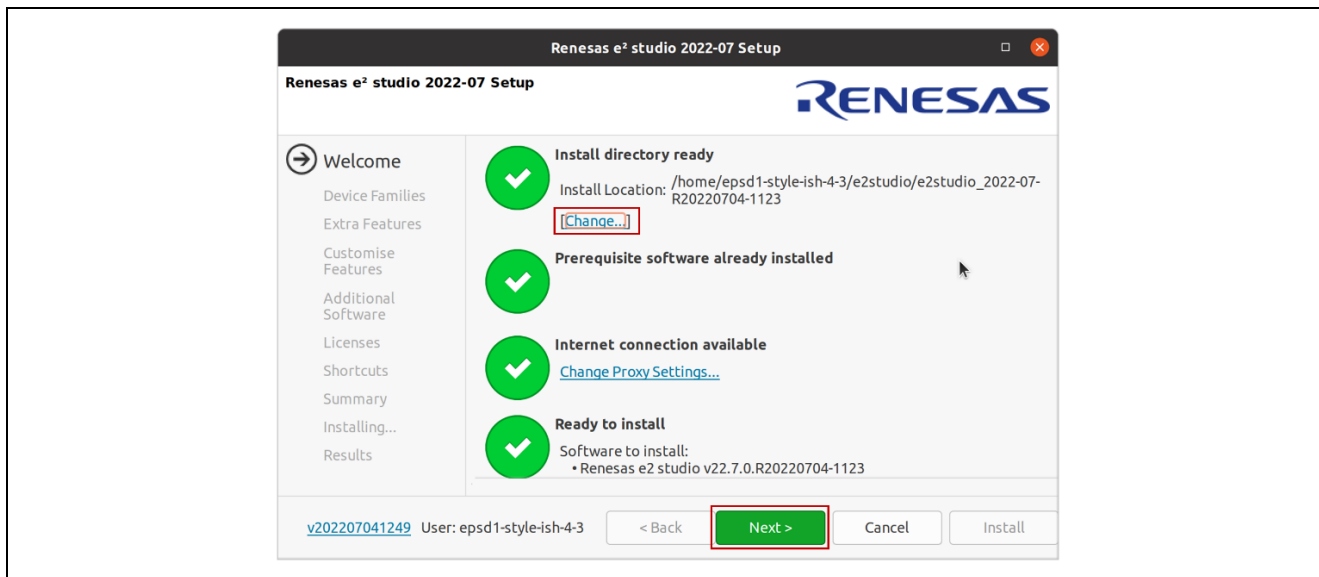 Renesas e² studio 2022-07 Setup
Renesas e² studio 2022-07 Setup
RENESAS
Welcome
Device Families
Extra Features
Customise
Features
Additional
Software
Licenses
Shortcuts
Summary
Installing...
Results
Install directory ready
Install Location: /home/epsd1-style-ish-4-3/e2studio/e2studio_2022-07-
R20220704-1123
[Change...]
Prerequisite software already installed
Internet connection available
Change Proxy Settings...
Ready to install
Software to install:
• Renesas e2 studio v22.7.0.R20220704-1123
v202207041249 User: epsd1-style-ish-4-3 < Back Next > Cancel Install